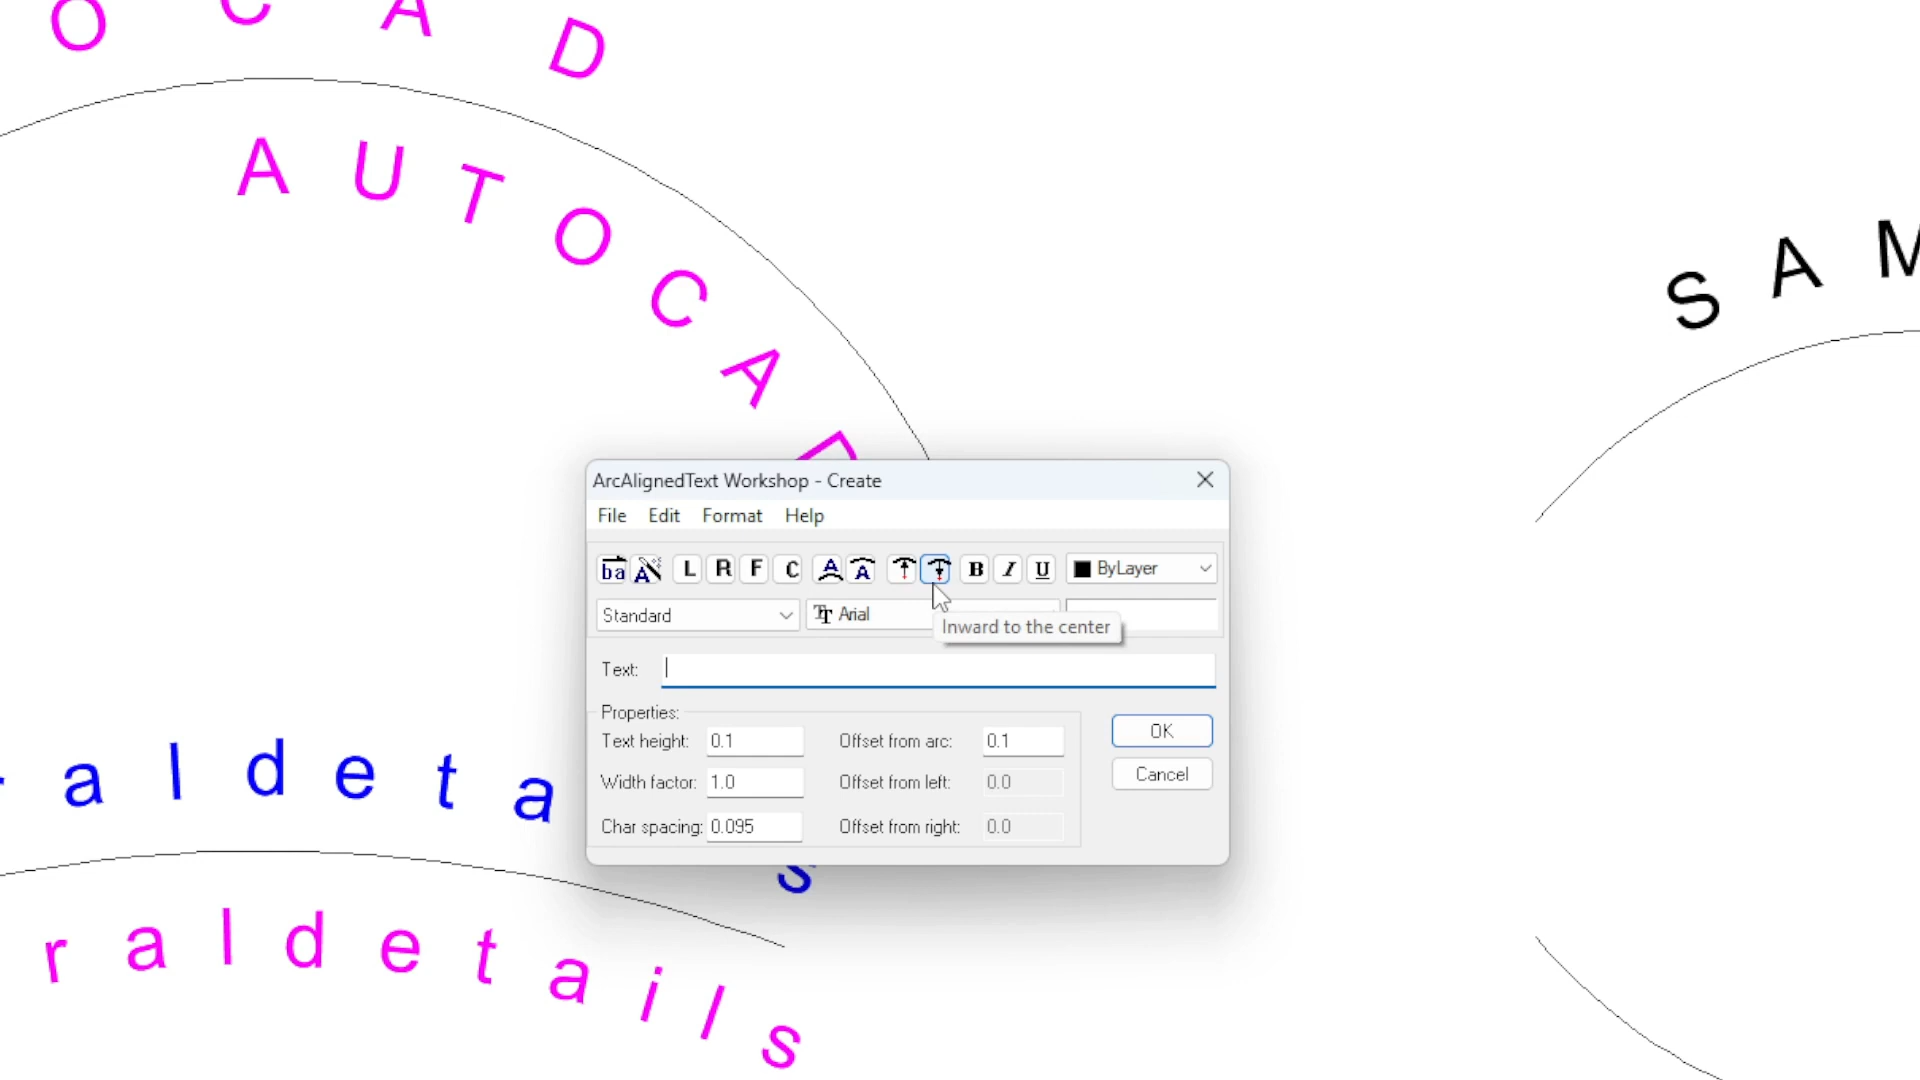 O C A D
A U T O C A D
S A M
ArcAlignedText Workshop - Create
File Edit Format Help
ba A L R F C A A B I U ByLayer
Standard Arial
Inward to the center
Text:
Properties:
Text height: 0.1 Offset from arc: 0.1 OK
Width factor: 1.0 Offset from left: 0.0 Cancel
Char spacing: 0.095 Offset from right: 0.0
a l d e t a s
r a l d e t a i l s